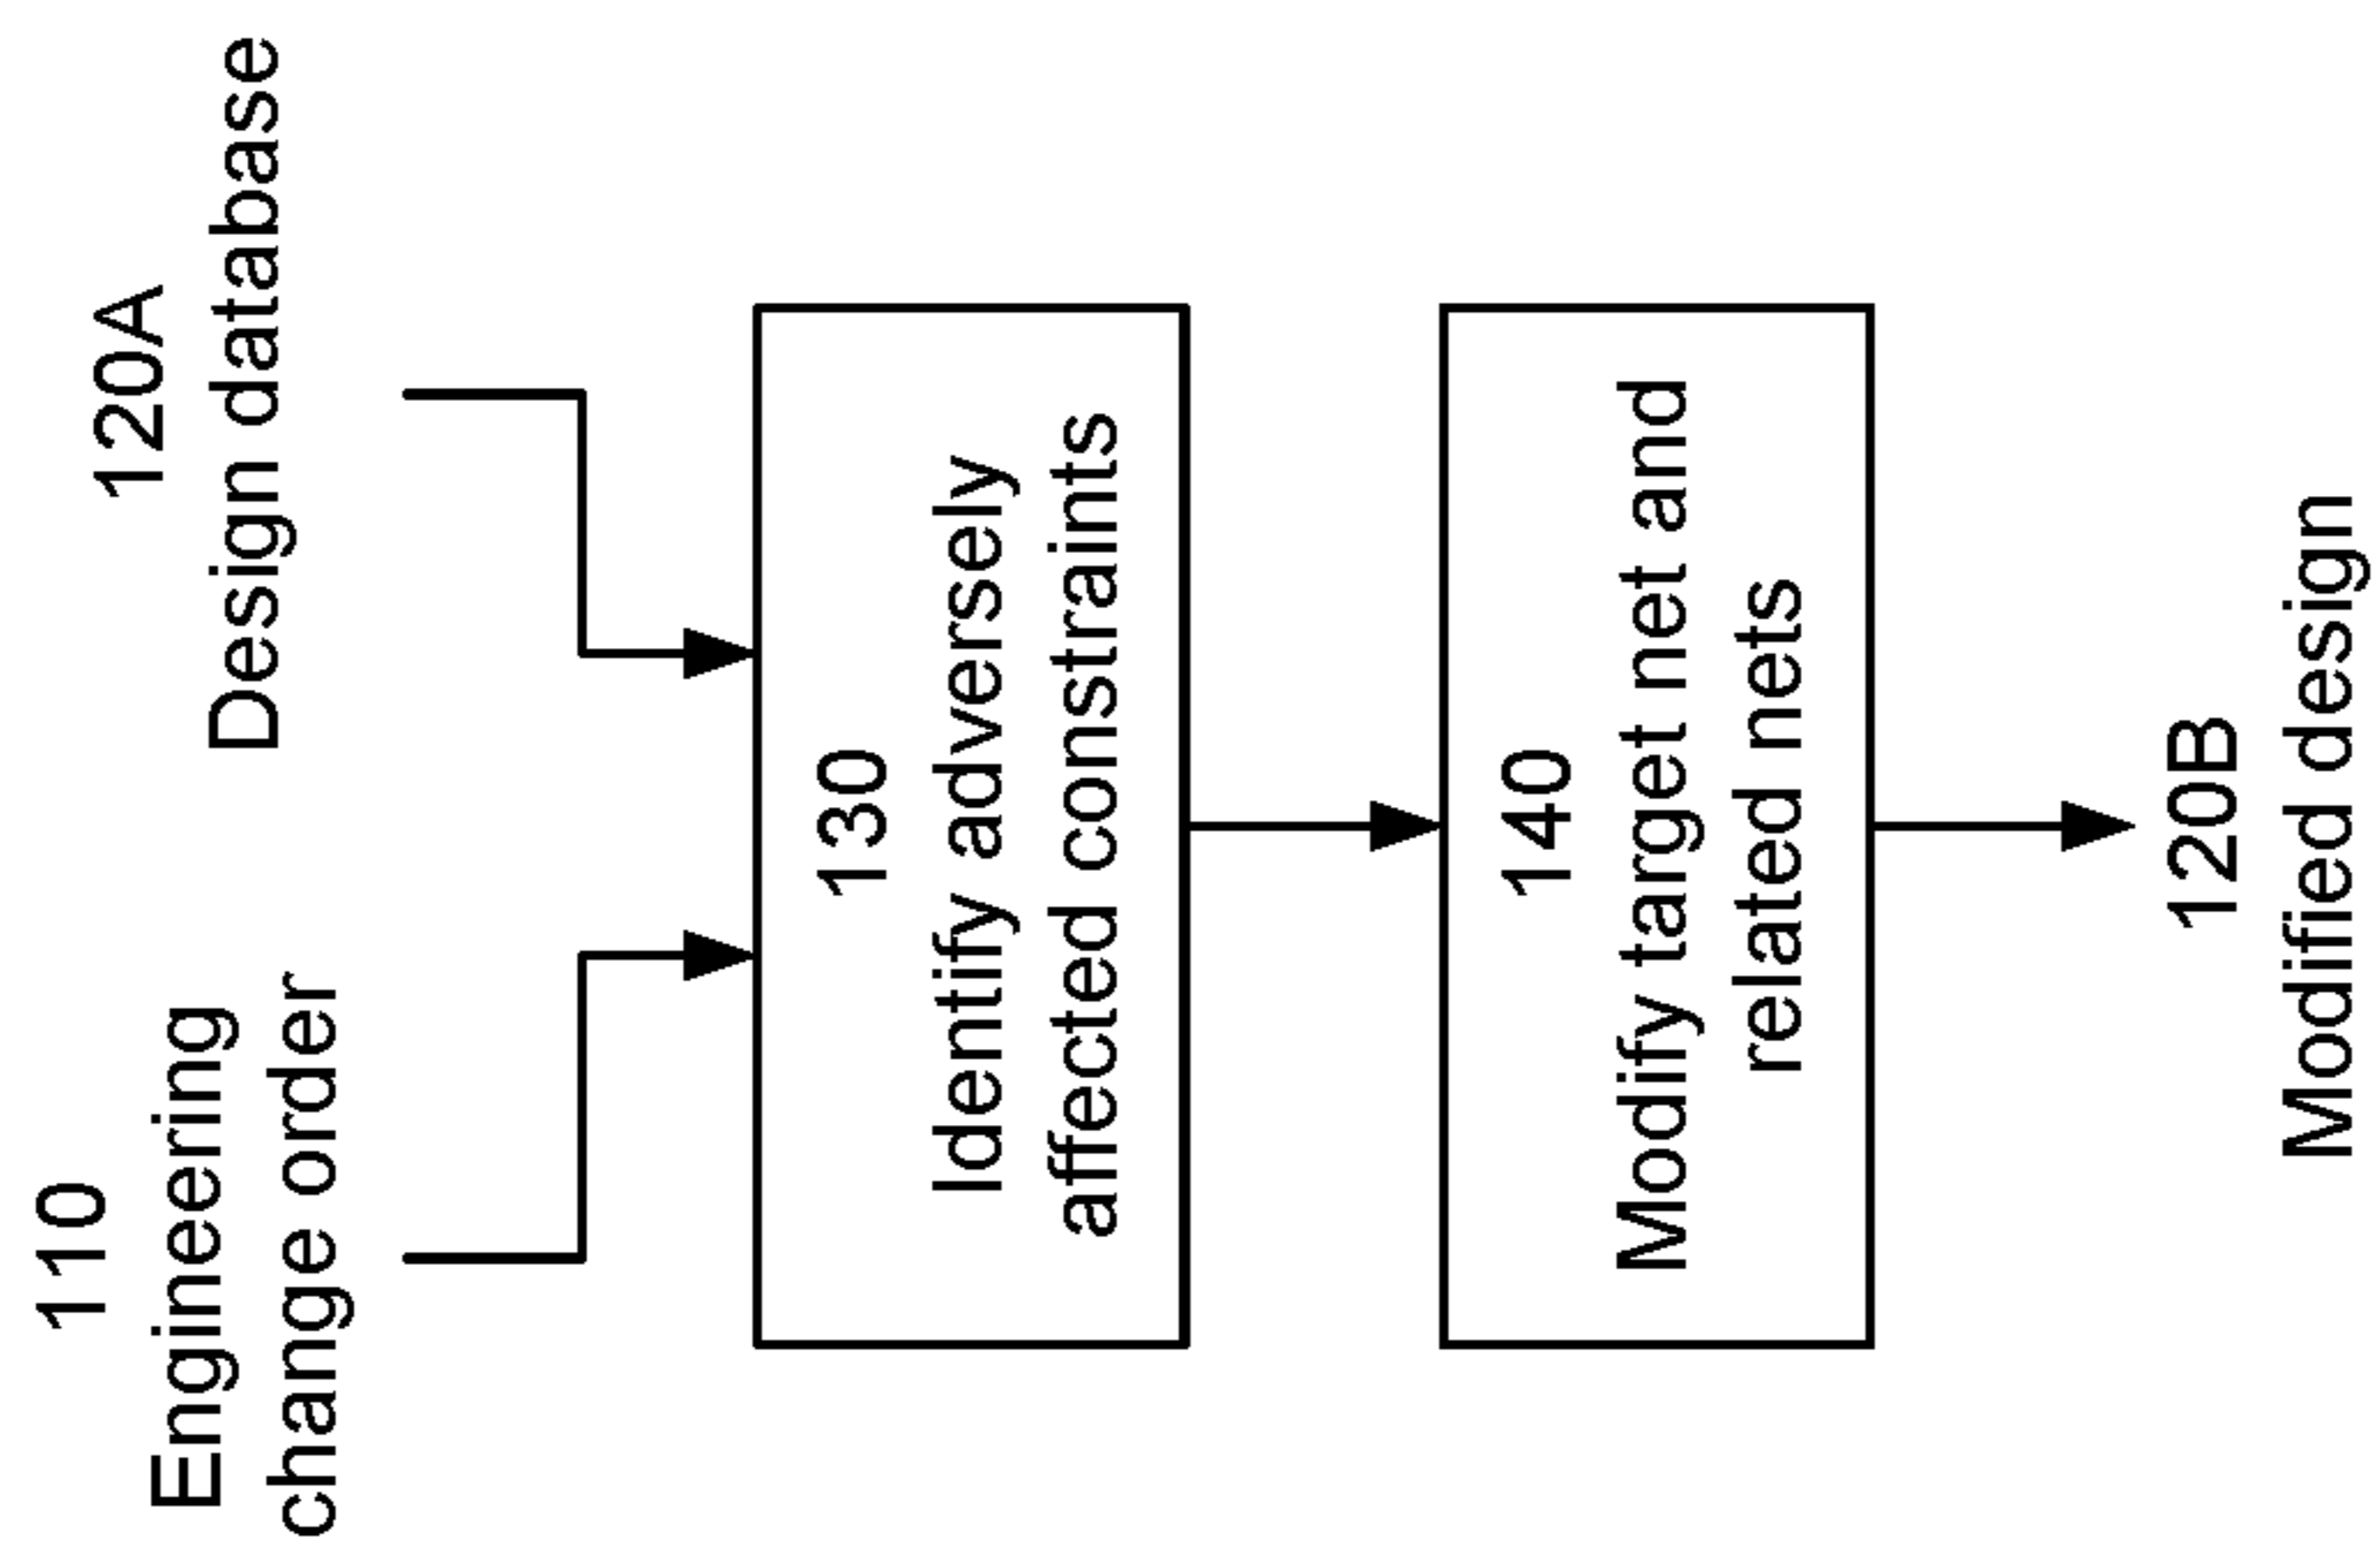 110
Engineering
change order
120A
Design database
130
Identify adversely
affected constraints
140
Modify target net and
related nets
120B
Modified design